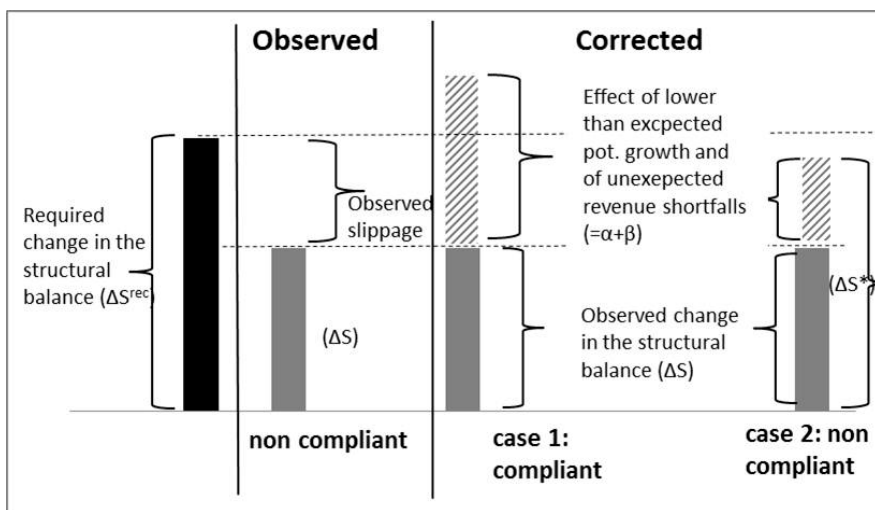 Observed
Corrected
Required
change in the
structural
balance (ΔSʳᵉᶜ)
Observed
slippage
(ΔS)
Effect of lower
than excpected
pot. growth and
of unexepected
revenue shortfalls
(=α+β)
Observed change
in the structural
balance (ΔS)
(ΔS*)
non compliant
case 1:
compliant
case 2: non
compliant